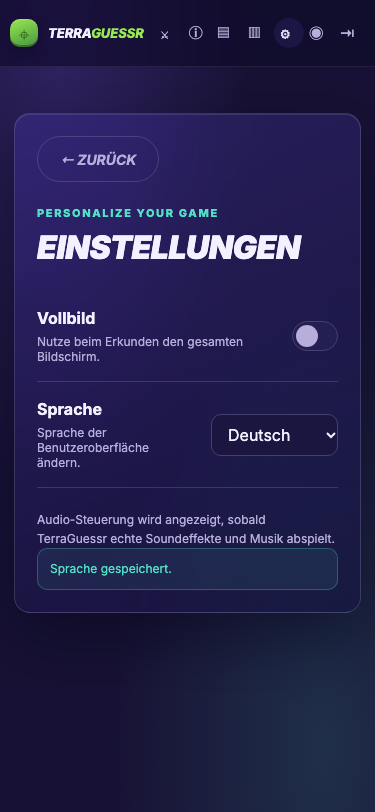 TERRAGUESSR
← ZURÜCK
PERSONALIZE YOUR GAME
EINSTELLUNGEN
Vollbild
Nutze beim Erkunden den gesamten
Bildschirm.
Sprache
Sprache der
Benutzeroberfläche
ändern.
Deutsch
Audio-Steuerung wird angezeigt, sobald
TerraGuessr echte Soundeffekte und Musik abspielt.
Sprache gespeichert.